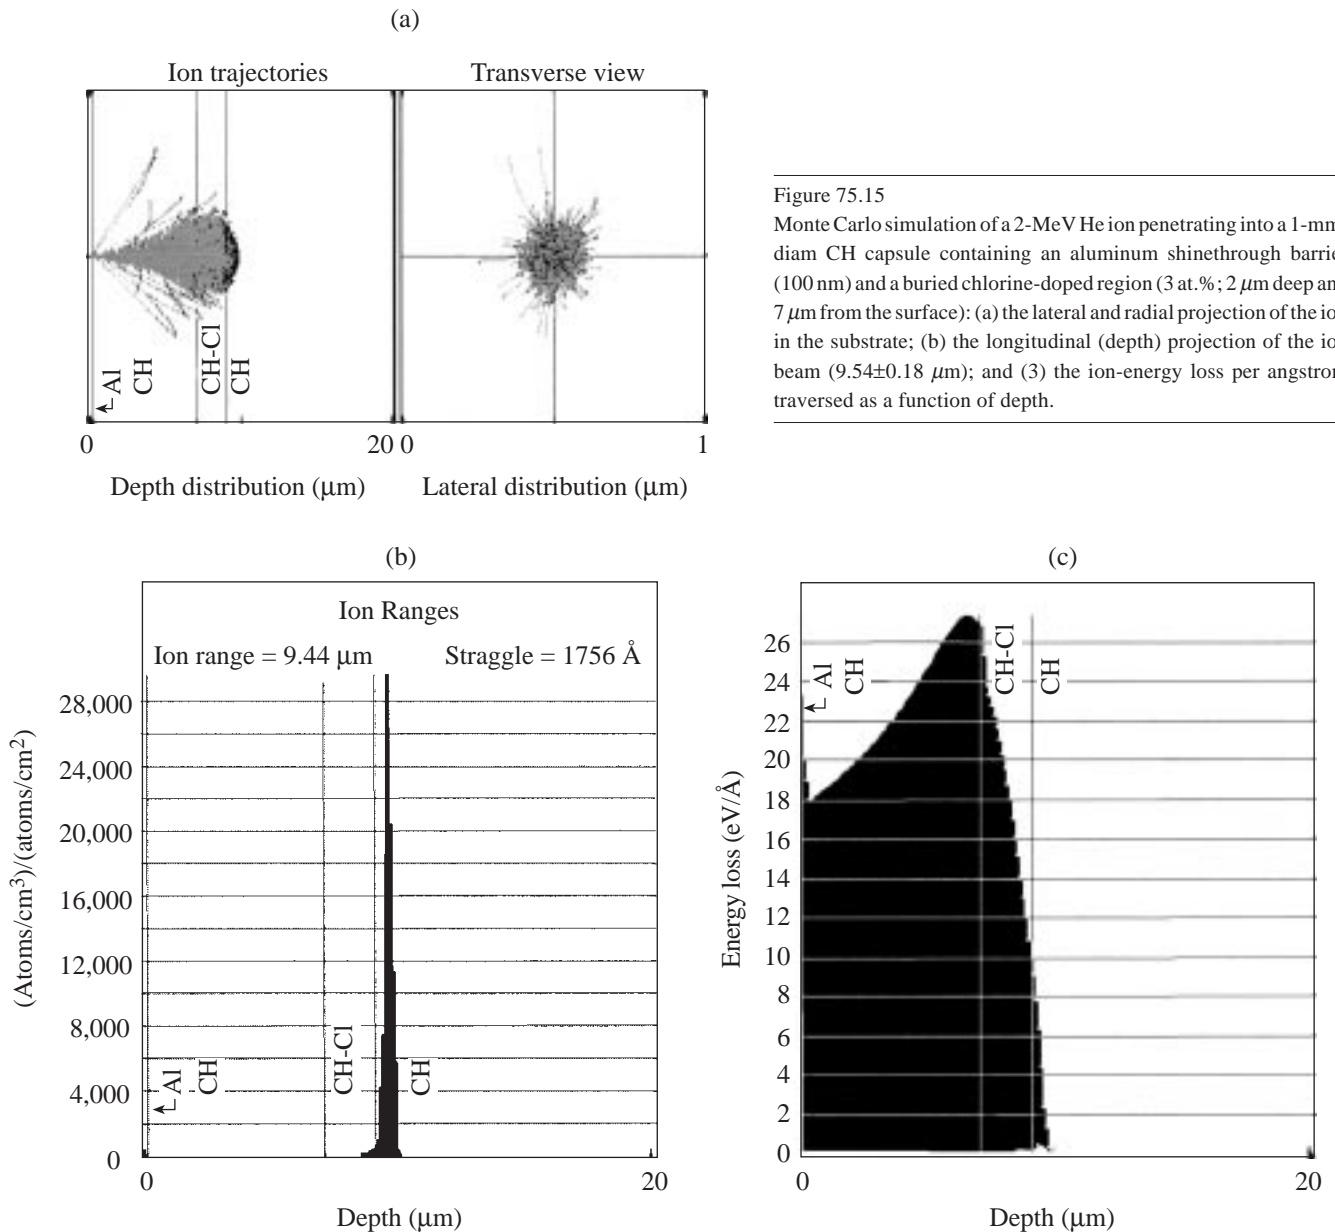 (a)
Ion trajectories
Transverse view
Al
CH
CH-Cl
CH
0
20 0
1
Depth distribution (μm)
Lateral distribution (μm)
Figure 75.15
Monte Carlo simulation of a 2-MeV He ion penetrating into a 1-mm
diam CH capsule containing an aluminum shinethrough barrie
(100 nm) and a buried chlorine-doped region (3 at.%; 2 μm deep an
7 μm from the surface): (a) the lateral and radial projection of the io
in the substrate; (b) the longitudinal (depth) projection of the io
beam (9.54±0.18 μm); and (3) the ion-energy loss per angstron
traversed as a function of depth.
(b)
Ion Ranges
Ion range = 9.44 μm
Straggle = 1756 Å
28,000
24,000
20,000
16,000
12,000
8,000
4,000
0
(Atoms/cm³)/(atoms/cm²)
Al
CH
CH-Cl
CH
0
20
Depth (μm)
(c)
26
24
22
20
18
16
14
12
10
8
6
4
2
0
Energy loss (eV/Å)
Al
CH
CH-Cl
CH
0
20
Depth (μm)